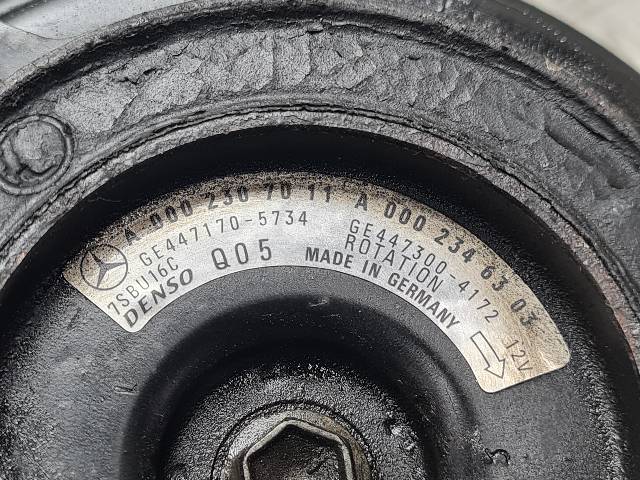 A 000 230 70 11 A 000 234 63 03
GE447170-5734 GE447300-4172
7SBU16C Q05 ROTATION 12V
DENSO MADE IN GERMANY